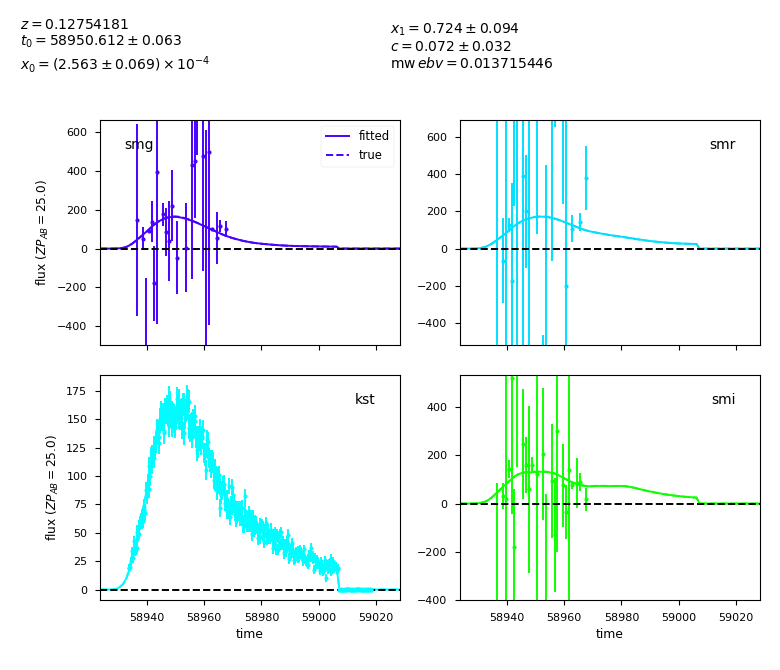 z = 0.12754181
t₀ = 58950.612 ± 0.063
x₀ = (2.563 ± 0.069) × 10⁻⁴
x₁ = 0.724 ± 0.094
c = 0.072 ± 0.032
mw ebv = 0.013715446
smg
fitted
true
600
400
200
0
−200
−400
flux (ZP_AB = 25.0)
smr
600
400
200
0
−200
−400
kst
175
150
125
100
75
50
25
0
flux (ZP_AB = 25.0)
58940 58960 58980 59000 59020
time
smi
400
200
0
−200
−400
58940 58960 58980 59000 59020
time